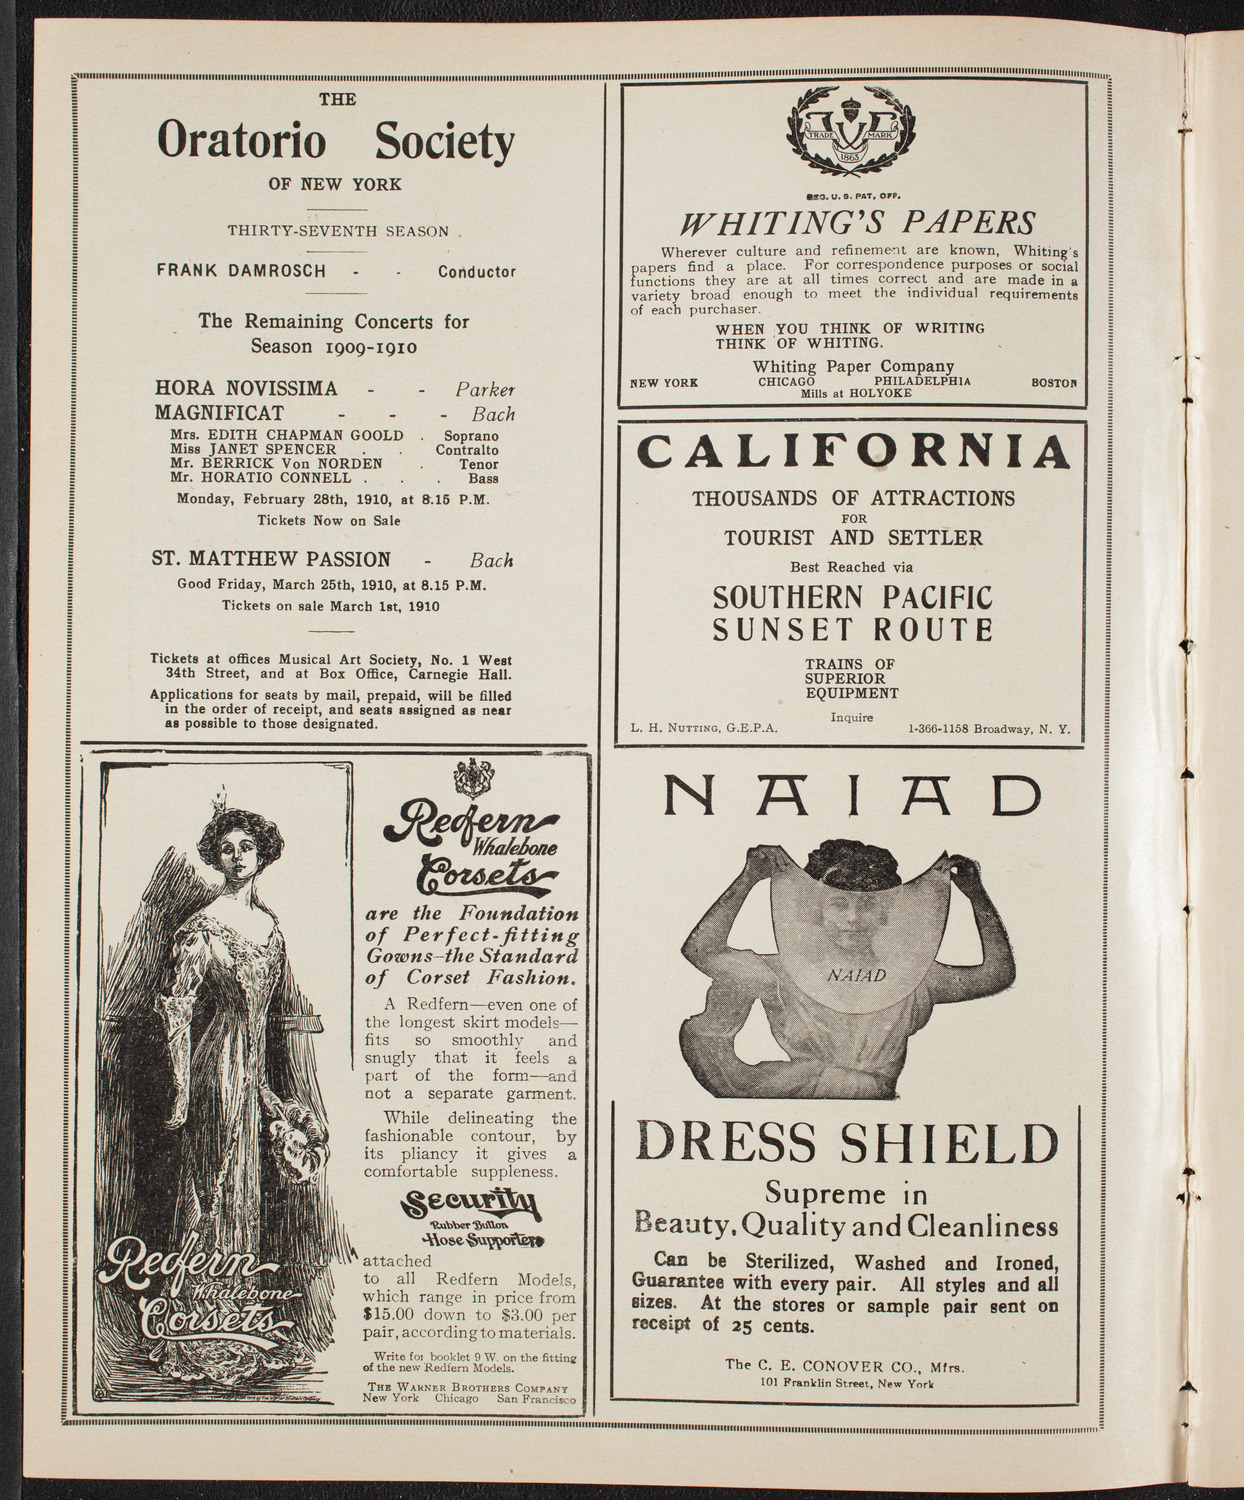 THE
Oratorio Society
OF NEW YORK
THIRTY-SEVENTH SEASON
FRANK DAMROSCH - - Conductor
The Remaining Concerts for
Season 1909-1910
HORA NOVISSIMA - - Parker
MAGNIFICAT - - - Bach
Mrs. EDITH CHAPMAN GOOLD . Soprano
Miss JANET SPENCER . . Contralto
Mr. BERRICK Von NORDEN . Tenor
Mr. HORATIO CONNELL . . . Bass
Monday, February 28th, 1910, at 8.15 P.M.
Tickets Now on Sale
ST. MATTHEW PASSION - Bach
Good Friday, March 25th, 1910, at 8.15 P.M.
Tickets on sale March 1st, 1910
Tickets at offices Musical Art Society, No. 1 West
34th Street, and at Box Office, Carnegie Hall.
Applications for seats by mail, prepaid, will be filled
in the order of receipt, and seats assigned as near
as possible to those designated.
Redfern
Whalebone
Corsets
Redfern
Whalebone
Corsets
are the Foundation
of Perfect-fitting
Gowns—the Standard
of Corset Fashion.
A Redfern—even one of
the longest skirt models—
fits so smoothly and
snugly that it feels a
part of the form—and
not a separate garment.
While delineating the
fashionable contour, by
its pliancy it gives a
comfortable suppleness.
Security
Rubber Button
Hose Supporters
attached
to all Redfern Models,
which range in price from
$15.00 down to $3.00 per
pair, according to materials.
Write for booklet 9 W. on the fitting
of the new Redfern Models.
THE WARNER BROTHERS COMPANY
New York Chicago San Francisco
TRADE MARK
1865
REG. U. S. PAT. OFF.
WHITING'S PAPERS
Wherever culture and refinement are known, Whiting's
papers find a place. For correspondence purposes or social
functions they are at all times correct and are made in a
variety broad enough to meet the individual requirements
of each purchaser.
WHEN YOU THINK OF WRITING
THINK OF WHITING.
Whiting Paper Company
NEW YORK CHICAGO PHILADELPHIA BOSTON
Mills at HOLYOKE
CALIFORNIA
THOUSANDS OF ATTRACTIONS
FOR
TOURIST AND SETTLER
Best Reached via
SOUTHERN PACIFIC
SUNSET ROUTE
TRAINS OF
SUPERIOR
EQUIPMENT
Inquire
L. H. NUTTING, G.E.P.A. 1-366-1158 Broadway, N. Y.
NAIAD
NAIAD
DRESS SHIELD
Supreme in
Beauty, Quality and Cleanliness
Can be Sterilized, Washed and Ironed,
Guarantee with every pair. All styles and all
sizes. At the stores or sample pair sent on
receipt of 25 cents.
The C. E. CONOVER CO., Mfrs.
101 Franklin Street, New York